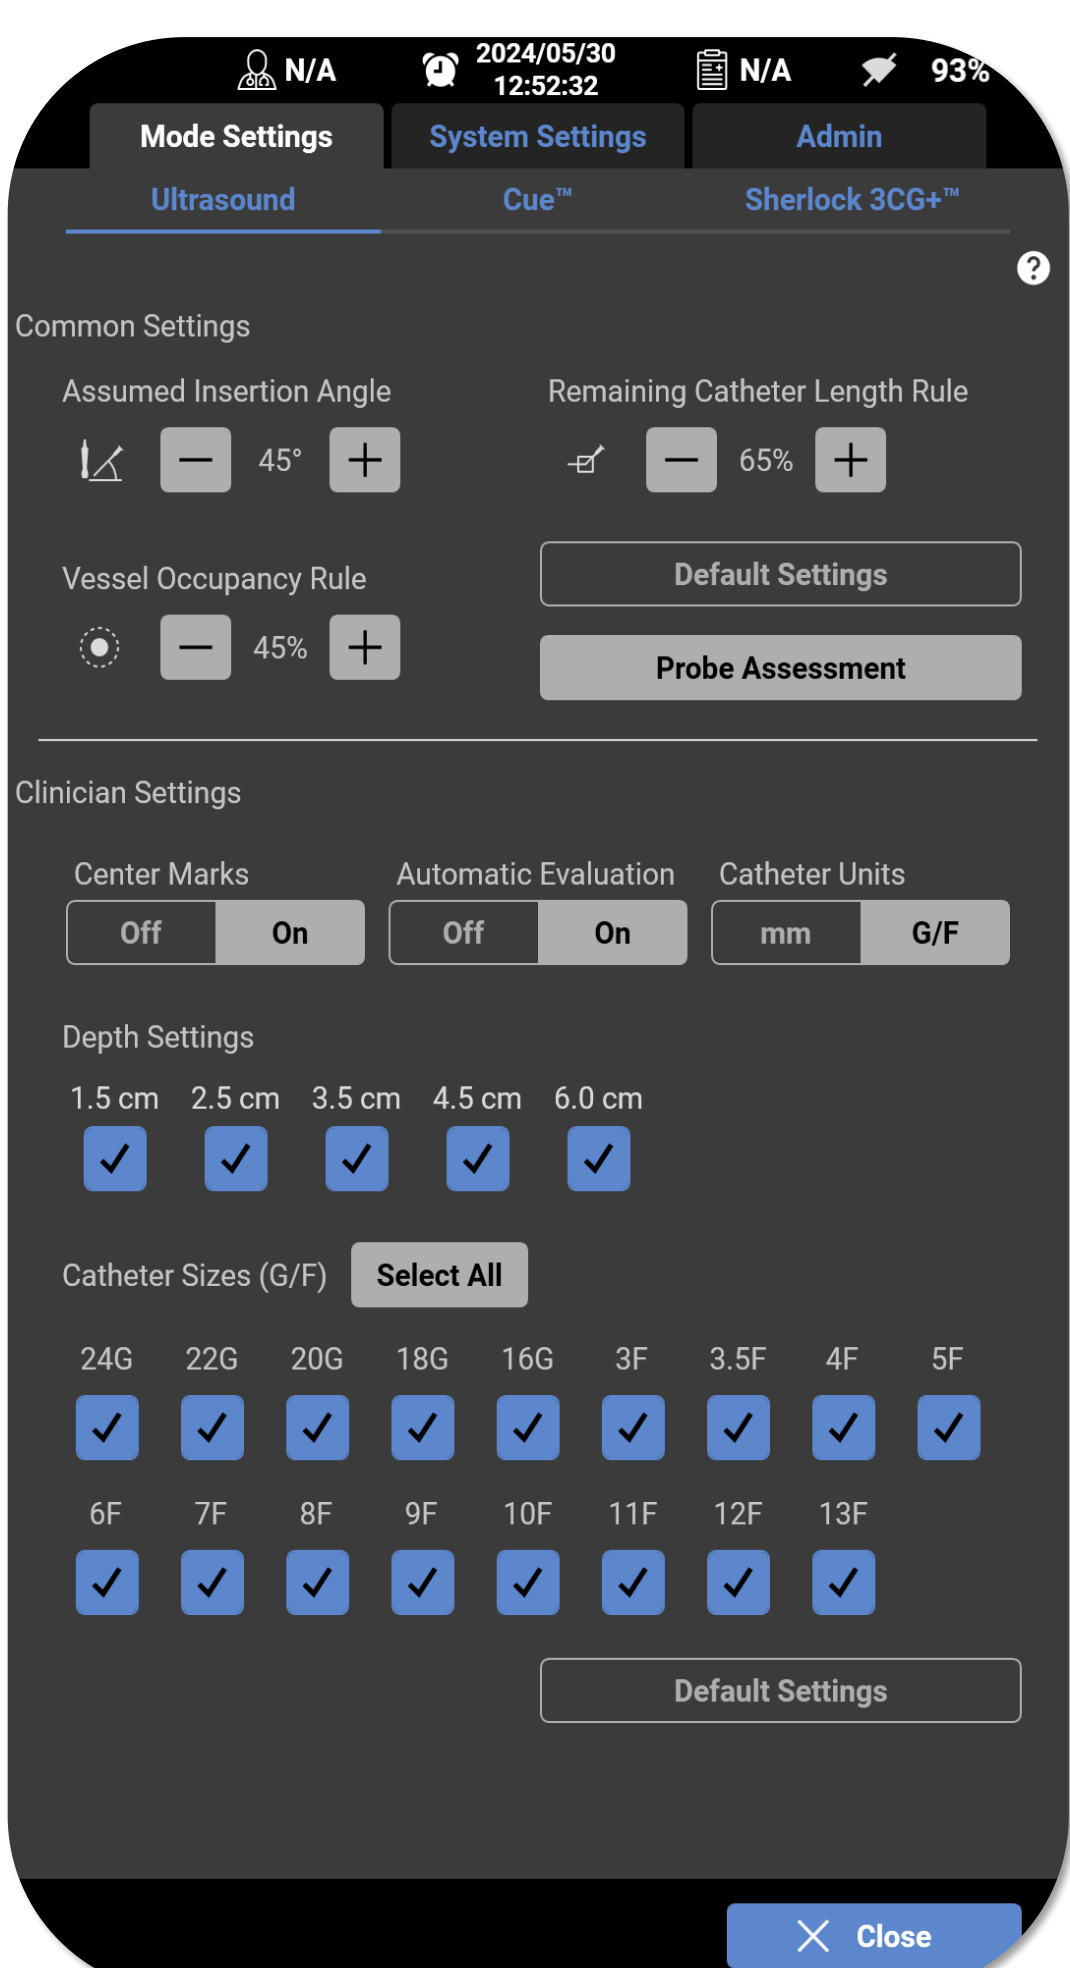 N/A
2024/05/30
12:52:32
N/A
93%
Mode Settings
System Settings
Admin
Ultrasound
Cue™
Sherlock 3CG+™
?
Common Settings
Assumed Insertion Angle
Remaining Catheter Length Rule
— 45° +
— 65% +
Default Settings
Vessel Occupancy Rule
— 45% +
Probe Assessment
Clinician Settings
Center Marks
Automatic Evaluation
Catheter Units
Off On
Off On
mm G/F
Depth Settings
1.5 cm 2.5 cm 3.5 cm 4.5 cm 6.0 cm
Catheter Sizes (G/F)
Select All
24G 22G 20G 18G 16G 3F 3.5F 4F 5F
6F 7F 8F 9F 10F 11F 12F 13F
Default Settings
Close